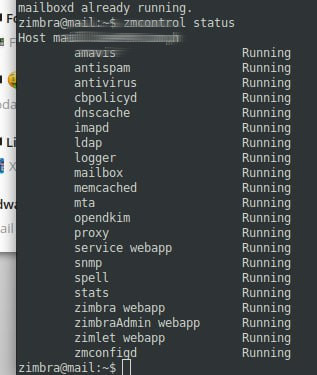 mailboxd already running.
zimbra@mail:~$ zmcontrol status
Host
amavis Running
antispam Running
antivirus Running
cbpolicyd Running
dnscache Running
imapd Running
ldap Running
logger Running
mailbox Running
memcached Running
mta Running
opendkim Running
proxy Running
service webapp Running
snmp Running
spell Running
stats Running
zimbra webapp Running
zimbraAdmin webapp Running
zimlet webapp Running
zmconfigd Running
zimbra@mail:~$